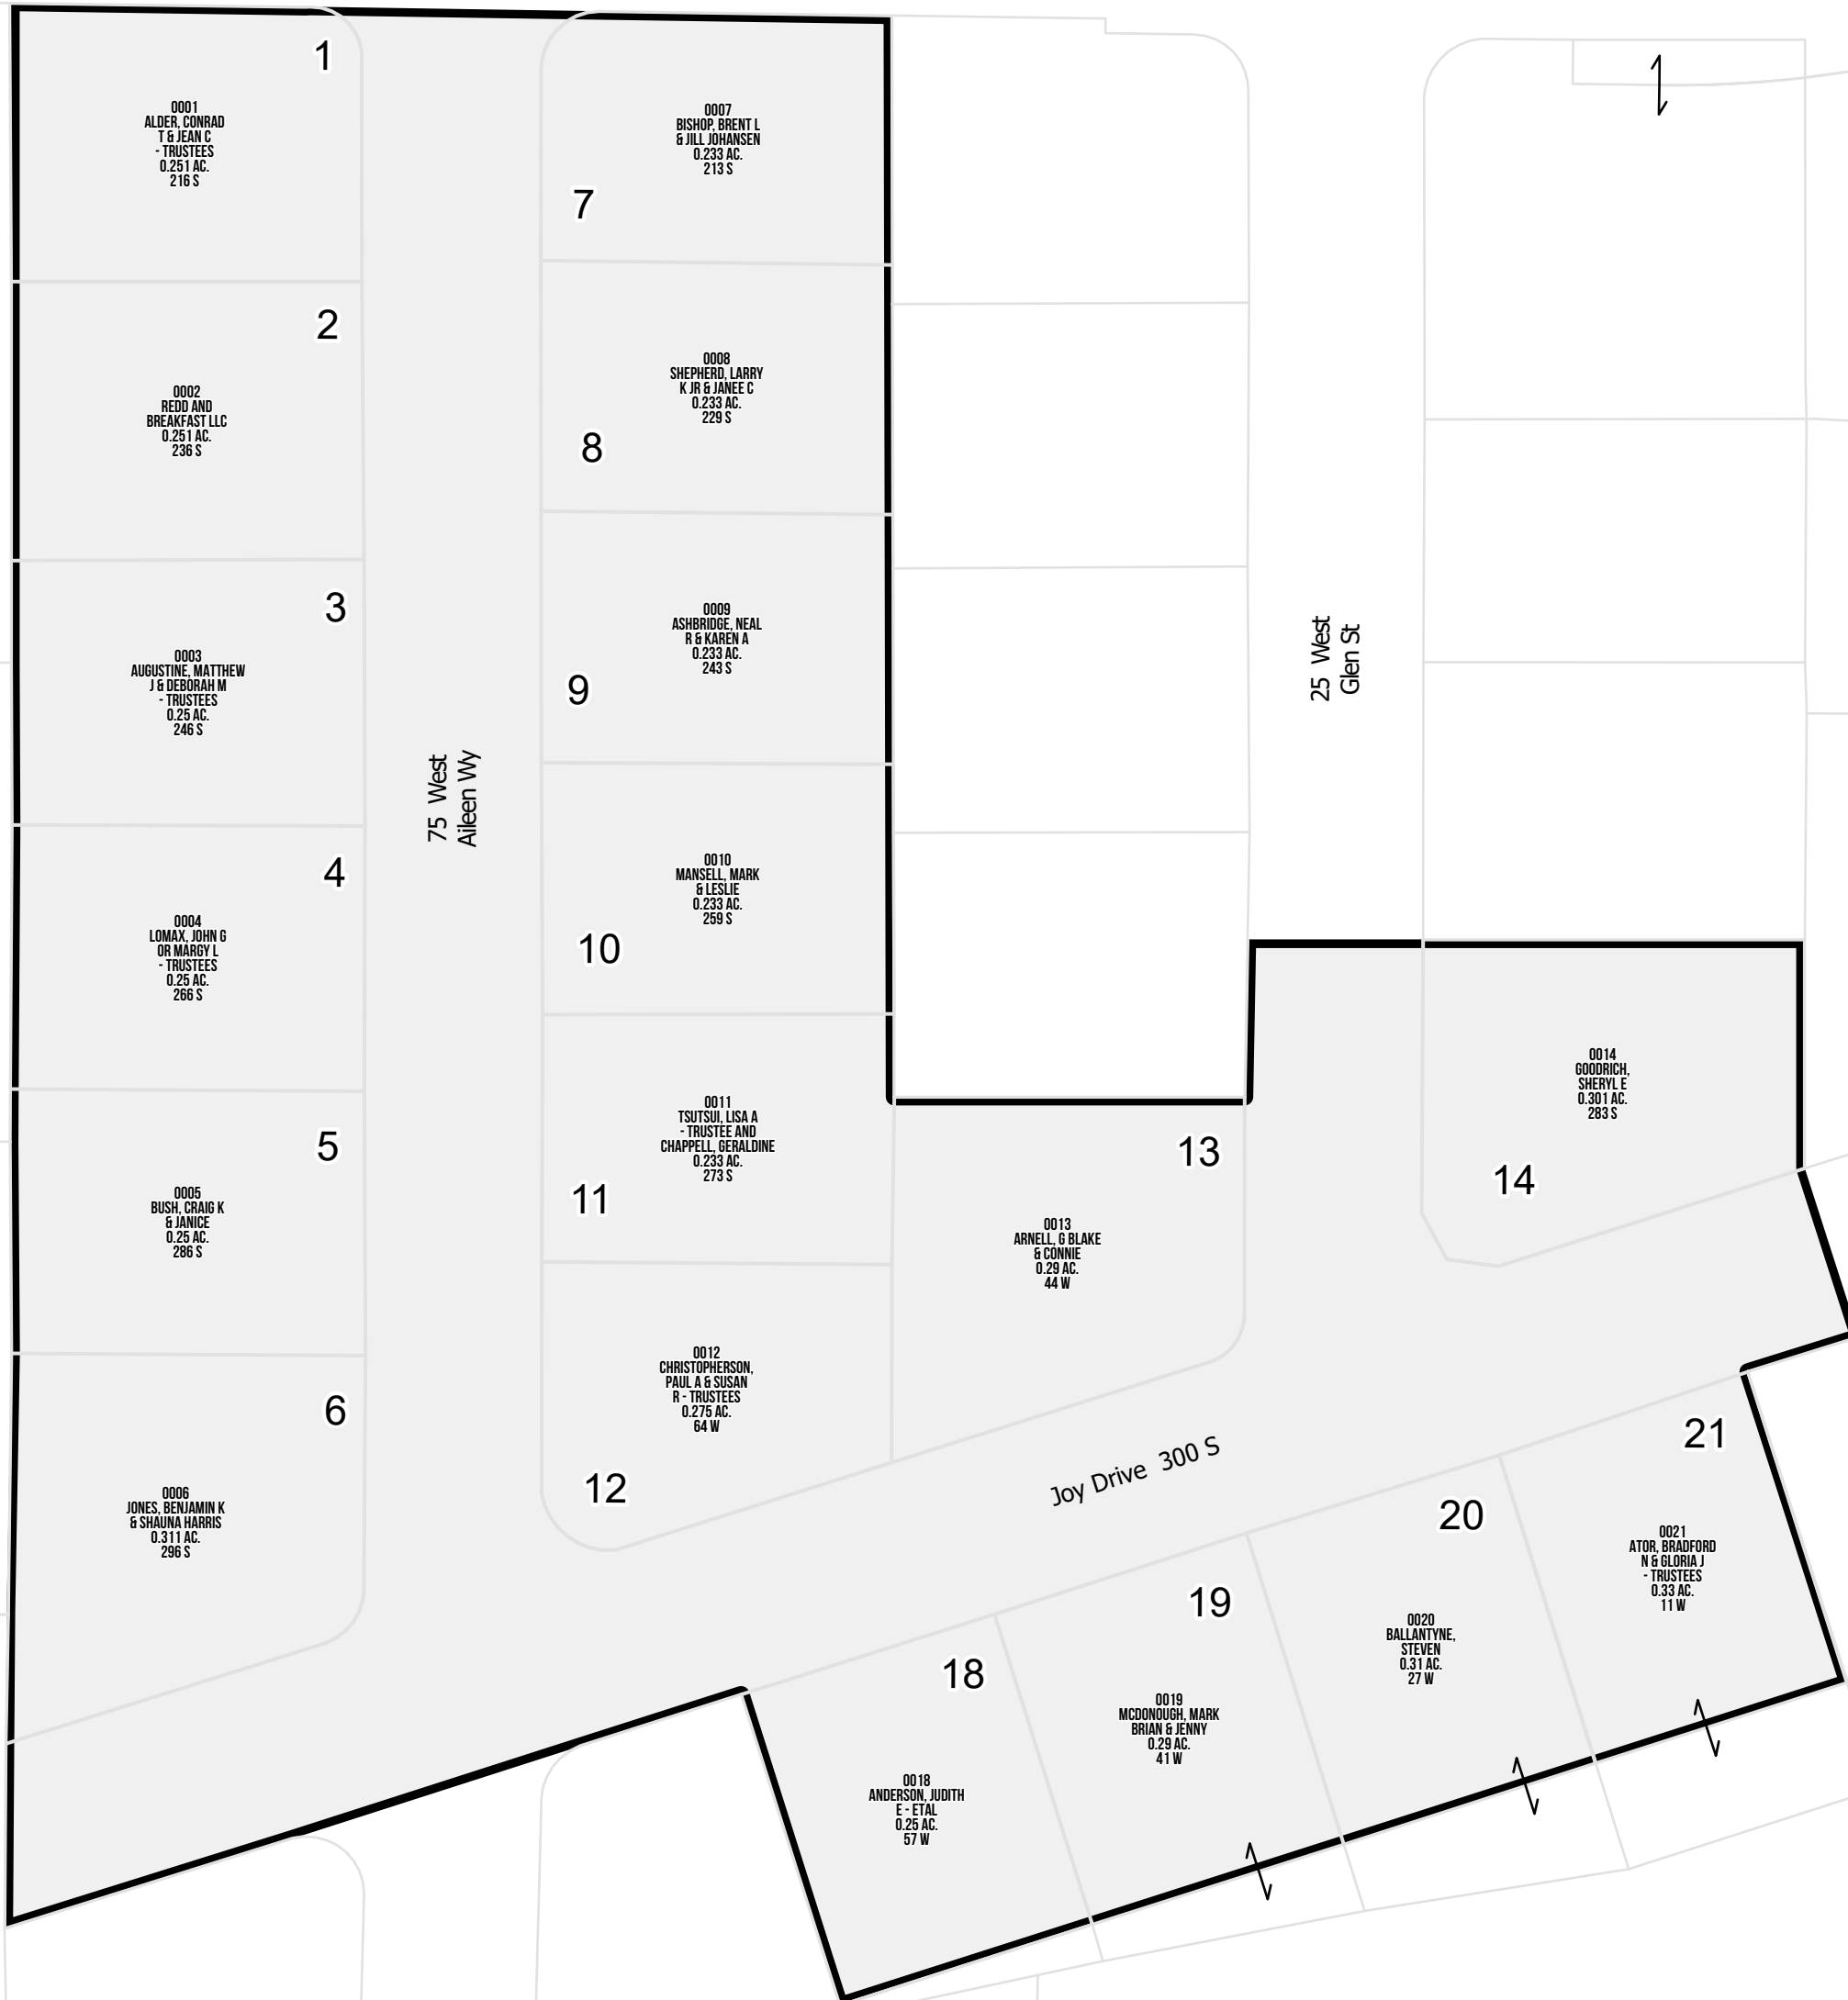 1
0001
ALDER, CONRAD
T & JEAN C
- TRUSTEES
0.251 AC.
216 S
2
0002
REDD AND
BREAKFAST LLC
0.251 AC.
236 S
3
0003
AUGUSTINE, MATTHEW
J & DEBORAH M
- TRUSTEES
0.25 AC.
246 S
4
0004
LOMAX, JOHN G
OR MARGY L
- TRUSTEES
0.25 AC.
266 S
5
0005
BUSH, CRAIG K
& JANICE
0.25 AC.
286 S
6
0006
JONES, BENJAMIN K
& SHAUNA HARRIS
0.311 AC.
296 S
75 West
Aileen Wy
0007
BISHOP, BRENT L
& JILL JOHANSEN
0.233 AC.
213 S
7
0008
SHEPHERD, LARRY
K JR & JANEE C
0.233 AC.
229 S
8
0009
ASHBRIDGE, NEAL
R & KAREN A
0.233 AC.
243 S
9
0010
MANSELL, MARK
& LESLIE
0.233 AC.
259 S
10
0011
TSUTSUI, LISA A
- TRUSTEE AND
CHAPPELL, GERALDINE
0.233 AC.
273 S
11
0012
CHRISTOPHERSON,
PAUL A & SUSAN
R - TRUSTEES
0.275 AC.
64 W
12
13
0013
ARNELL, G BLAKE
& CONNIE
0.29 AC.
44 W
25 West
Glen St
0014
GOODRICH,
SHERYL E
0.301 AC.
283 S
14
Joy Drive 300 S
18
0018
ANDERSON, JUDITH
E - ETAL
0.25 AC.
57 W
19
0019
MCDONOUGH, MARK
BRIAN & JENNY
0.29 AC.
41 W
20
0020
BALLANTYNE,
STEVEN
0.31 AC.
27 W
21
0021
ATOR, BRADFORD
N & GLORIA J
- TRUSTEES
0.33 AC.
11 W